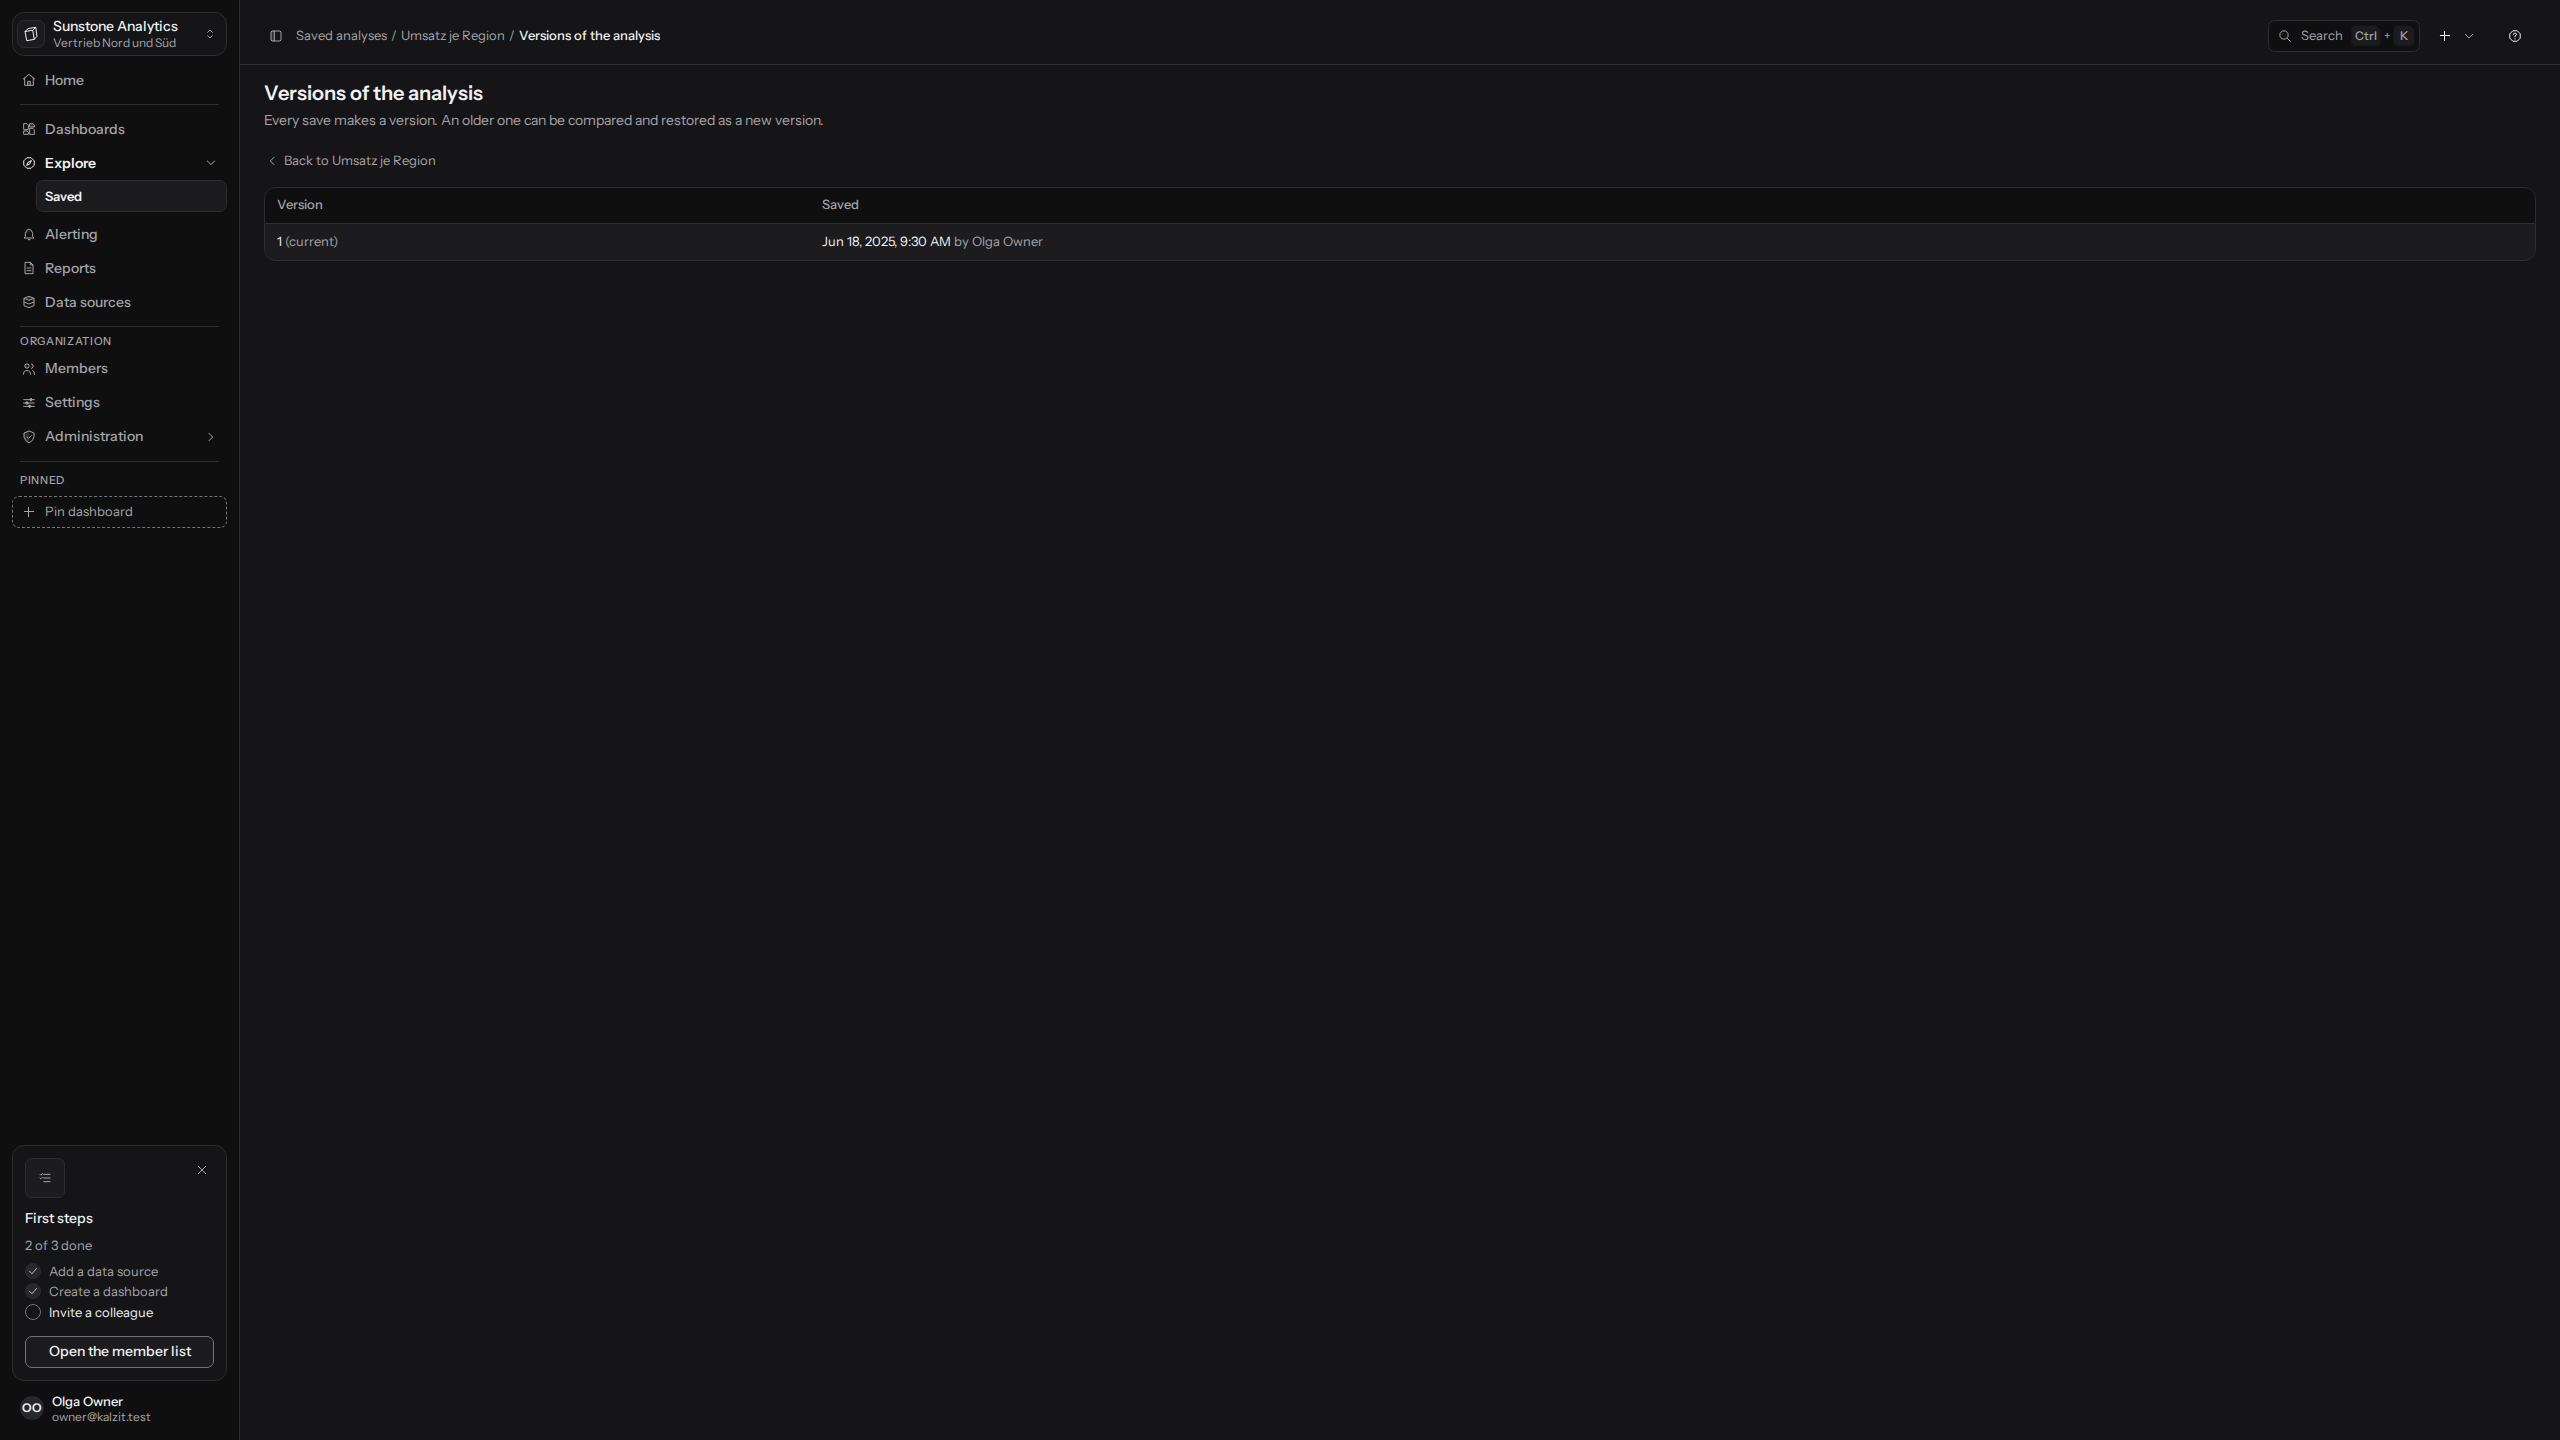 Sunstone Analytics
Vertrieb Nord und Süd
Home
Dashboards
Explore
Saved
Alerting
Reports
Data sources
ORGANIZATION
Members
Settings
Administration
PINNED
Pin dashboard
First steps
2 of 3 done
Add a data source
Create a dashboard
Invite a colleague
Open the member list
OO
Olga Owner
owner@kalzit.test
Saved analyses / Umsatz je Region / Versions of the analysis
Search Ctrl + K
Versions of the analysis
Every save makes a version. An older one can be compared and restored as a new version.
Back to Umsatz je Region
Version Saved
1 (current) Jun 18, 2025, 9:30 AM by Olga Owner